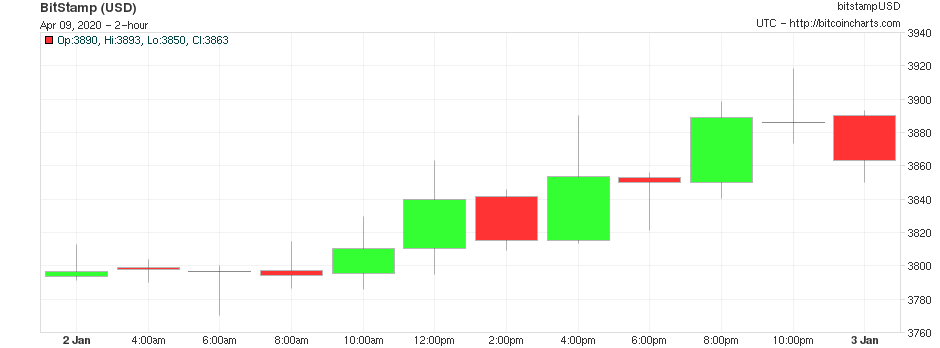 BitStamp (USD)
bitstampUSD
Apr 09, 2020 - 2-hour
UTC - http://bitcoincharts.com
Op:3890, Hi:3893, Lo:3850, Cl:3863
3940
3920
3900
3880
3860
3840
3820
3800
3780
3760
2 Jan 4:00am 6:00am 8:00am 10:00am 12:00pm 2:00pm 4:00pm 6:00pm 8:00pm 10:00pm 3 Jan